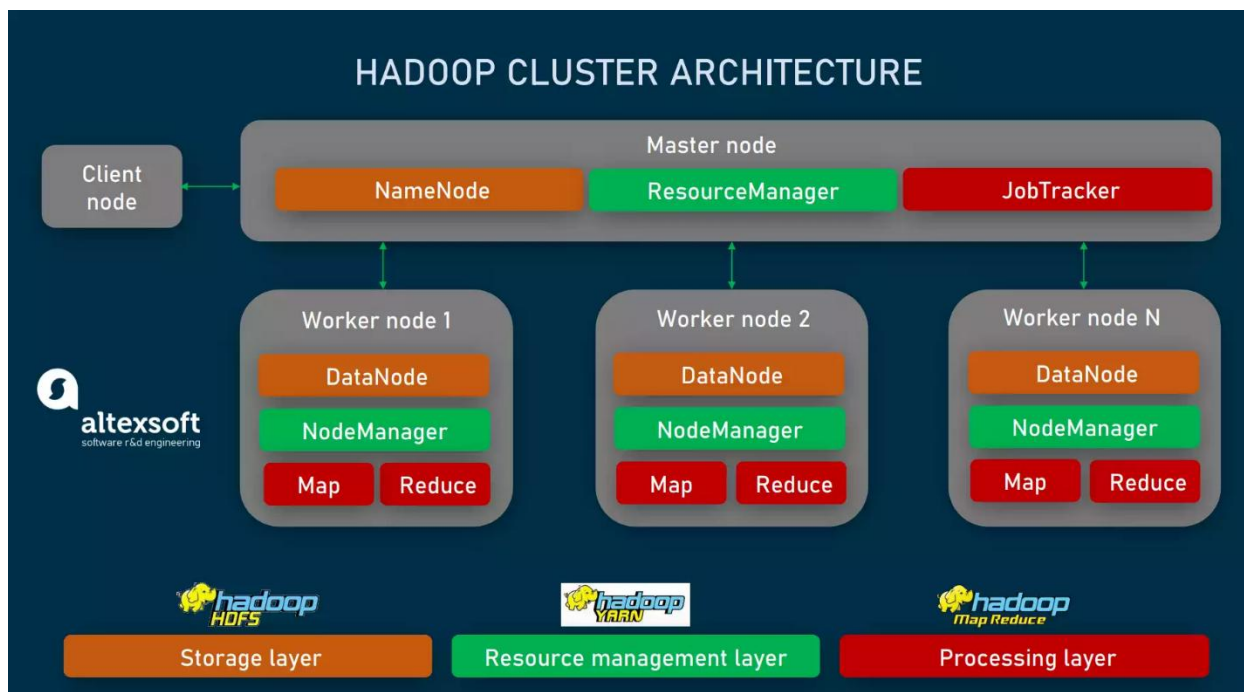 HADOOP CLUSTER ARCHITECTURE
Client
node
Master node
NameNode
ResourceManager
JobTracker
Worker node 1
DataNode
NodeManager
Map
Reduce
Worker node 2
DataNode
NodeManager
Map
Reduce
Worker node N
DataNode
NodeManager
Map
Reduce
altexsoft
software r&d engineering
hadoop
HDFS
Storage layer
hadoop
YARN
Resource management layer
hadoop
Map Reduce
Processing layer